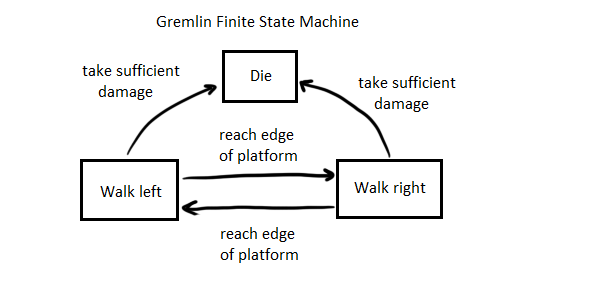 Gremlin Finite State Machine
take sufficient
damage
Die
take sufficient
damage
reach edge
of platform
Walk left
Walk right
reach edge
of platform